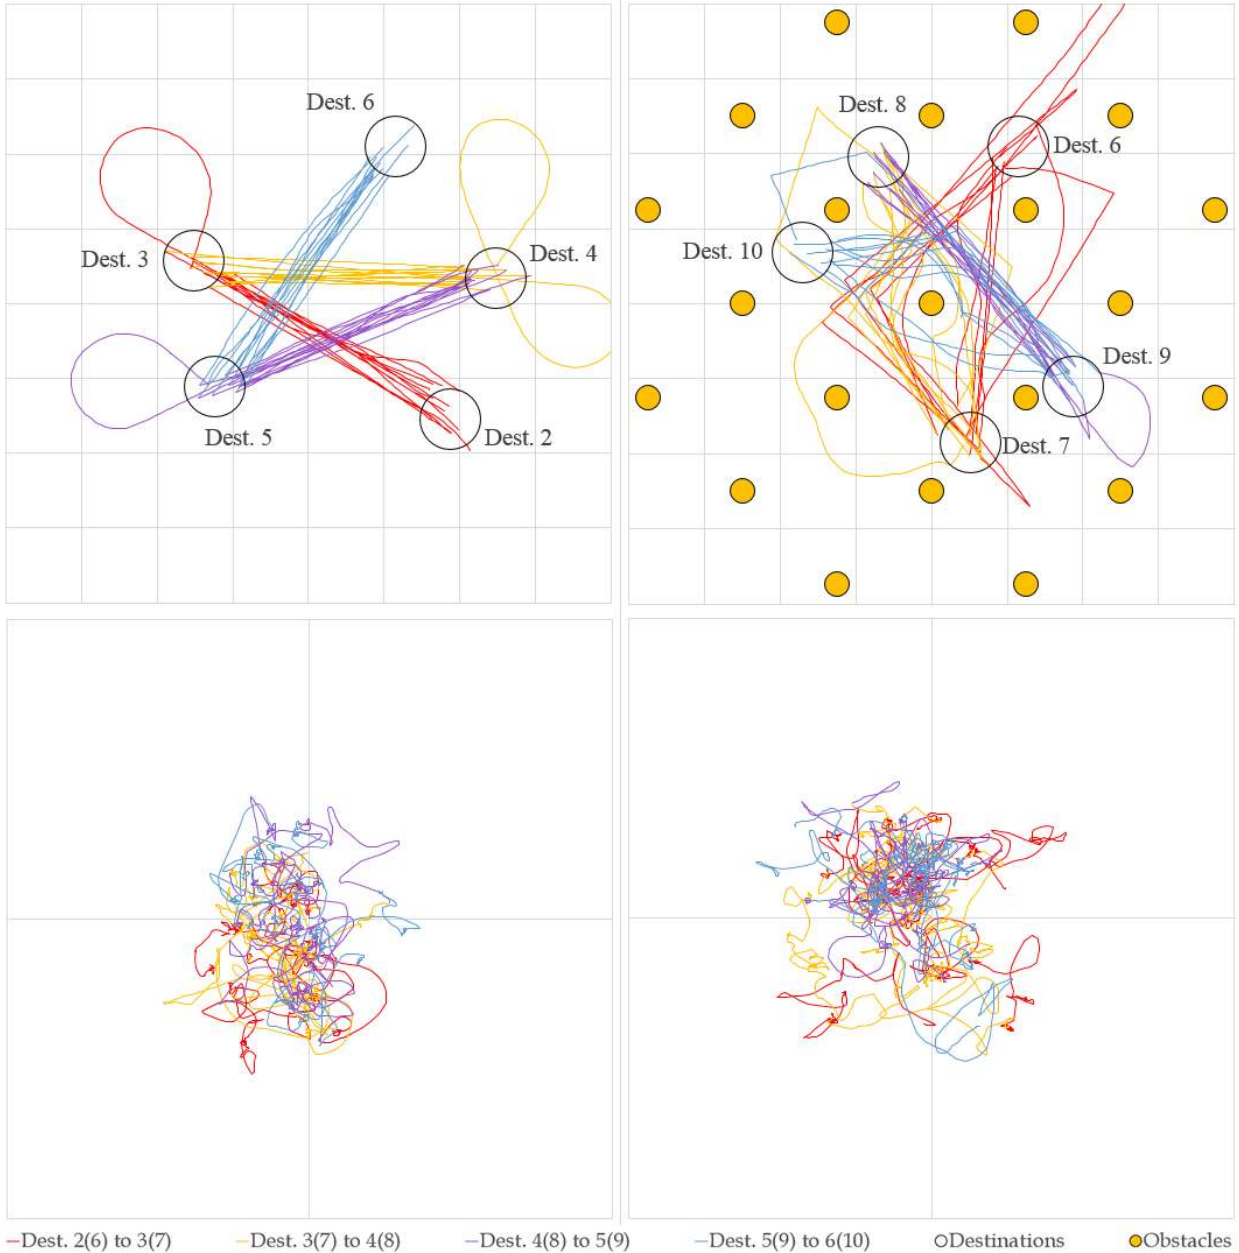 Dest. 6
Dest. 3
Dest. 4
Dest. 5
Dest. 2
Dest. 8
Dest. 6
Dest. 10
Dest. 9
Dest. 7
Dest. 2(6) to 3(7) Dest. 3(7) to 4(8) Dest. 4(8) to 5(9) Dest. 5(9) to 6(10) Destinations Obstacles